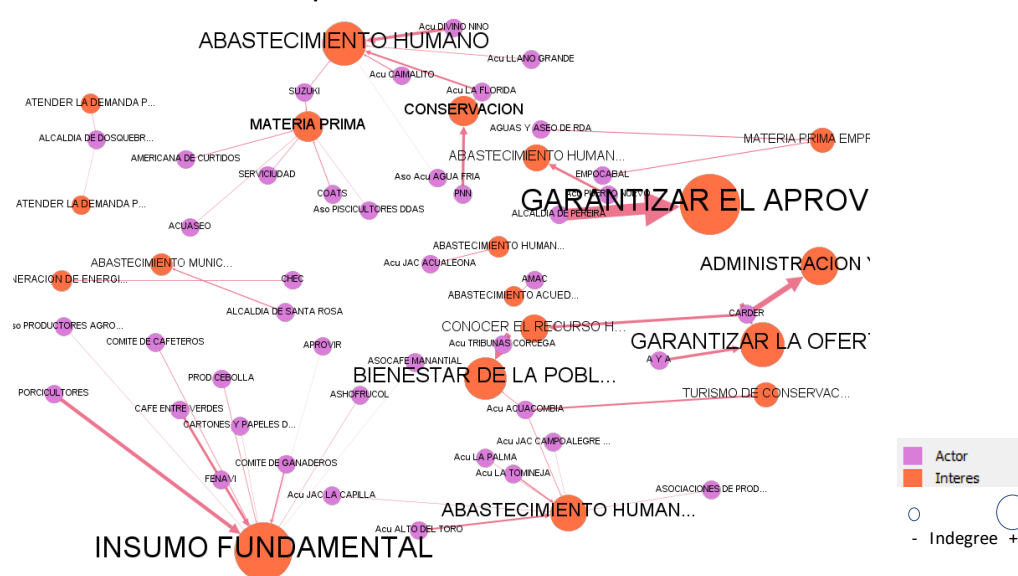 Acu DIVINO NINO
ABASTECIMIENTO HUMANO
Acu LLANO GRANDE
Acu CAIMALITO
SUZUKI
Acu LA FLORIDA
ATENDER LA DEMANDA P...
CONSERVACION
MATERIA PRIMA
AGUAS Y ASEO DE RDA
ALCALDIA DE DOSQUEBR...
MATERIA PRIMA EMPR
AMERICANA DE CURTIDOS
ABASTECIMIENTO HUMAN...
SERVICIUDAD
EMPOCABAL
Aso Acu AGUA FRIA
COATS
PNN
Acu PUERTO NUEVO
GARANTIZAR EL APROV
ATENDER LA DEMANDA P...
Aso PISCICULTORES DDAS
ALCALDIA DE PEREIRA
ACUASEO
ABASTECIMIENTO HUMAN...
ABASTECIMIENTO MUNIC...
Acu JAC ACUALEONA
ADMINISTRACION Y
NERACION DE ENERGI...
CHEC
AMAC
ABASTECIMIENTO ACUED...
ALCALDIA DE SANTA ROSA
CARDER
so PRODUCTORES AGRO...
CONOCER EL RECURSO H...
COMITE DE CAFETEROS
APROVIR
Acu TRIBUNAS CORCEGA
GARANTIZAR LA OFERT
ASOCAFE MANANTIAL
A Y A
PROD CEBOLLA
BIENESTAR DE LA POBL...
PORCICULTORES
ASHOFRUCOL
TURISMO DE CONSERVAC...
CAFE ENTRE VERDES
Acu ACUACOMBIA
CARTONES Y PAPELES D...
Acu JAC CAMPOALEGRE ...
Acu LA PALMA
COMITE DE GANADEROS
Actor
Acu LA TOMINEJA
FENAVI
Interes
Acu JAC LA CAPILLA
ASOCIACIONES DE PROD...
ABASTECIMIENTO HUMAN...
Acu ALTO DEL TORO
- Indegree +
INSUMO FUNDAMENTAL